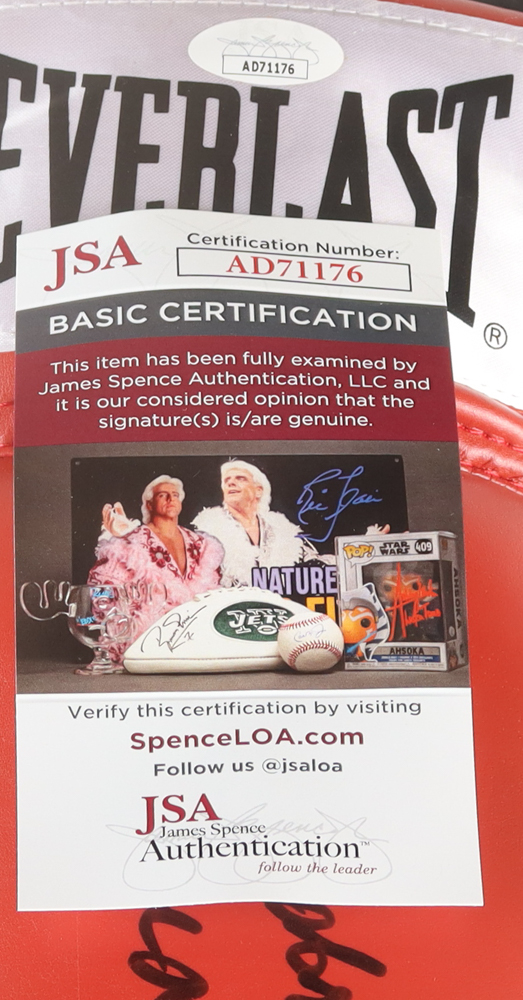 AD71176
EVERLAST
®
JSA
Certification Number:
AD71176
BASIC CERTIFICATION
This item has been fully examined by
James Spence Authentication, LLC and
it is our considered opinion that the
signature(s) is/are genuine.
NATURE
JETS
POP!
STAR WARS
409
AHSOKA
AHSOKA
Verify this certification by visiting
SpenceLOA.com
Follow us @jsaloa
JSA
James Spence
Authentication™
follow the leader